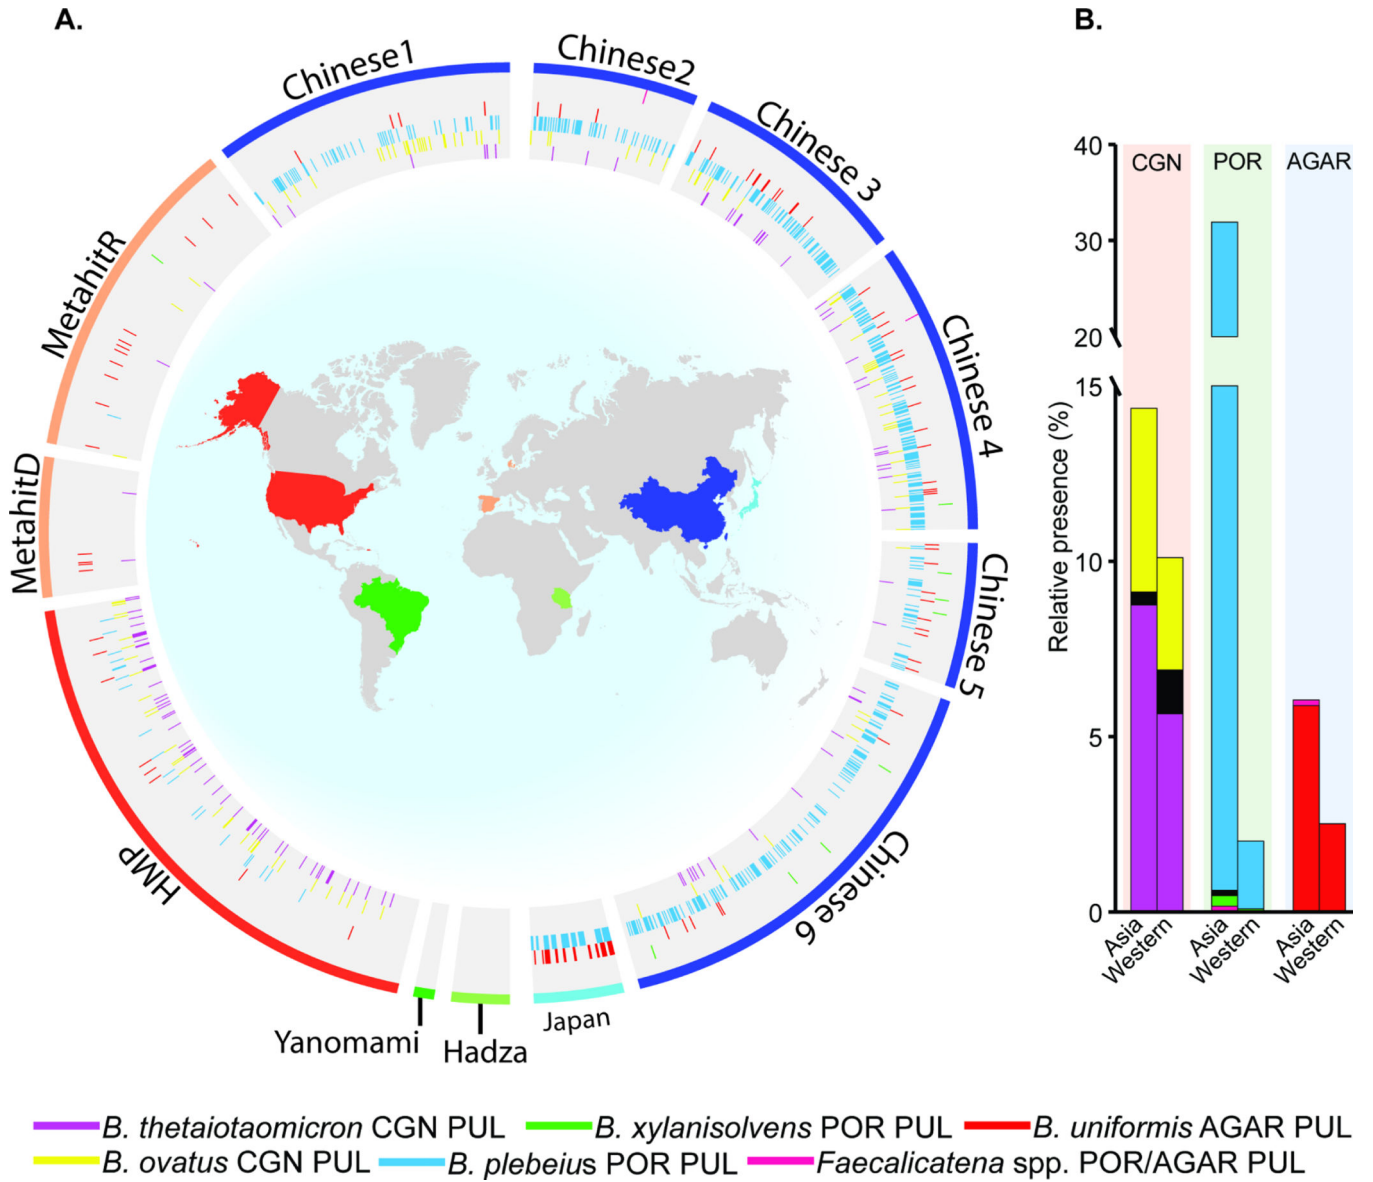 A.
B.
Chinese1
Chinese2
Chinese 3
Chinese 4
Chinese 5
Chinese 6
Japan
Hadza
Yanomami
HMP
MetahitD
MetahitR
CGN
POR
AGAR
Relative presence (%)
40
30
20
15
10
5
0
Asia
Western
Asia
Western
Asia
Western
B. thetaiotaomicron CGN PUL
B. xylanisolvens POR PUL
B. uniformis AGAR PUL
B. ovatus CGN PUL
B. plebeius POR PUL
Faecalicatena spp. POR/AGAR PUL